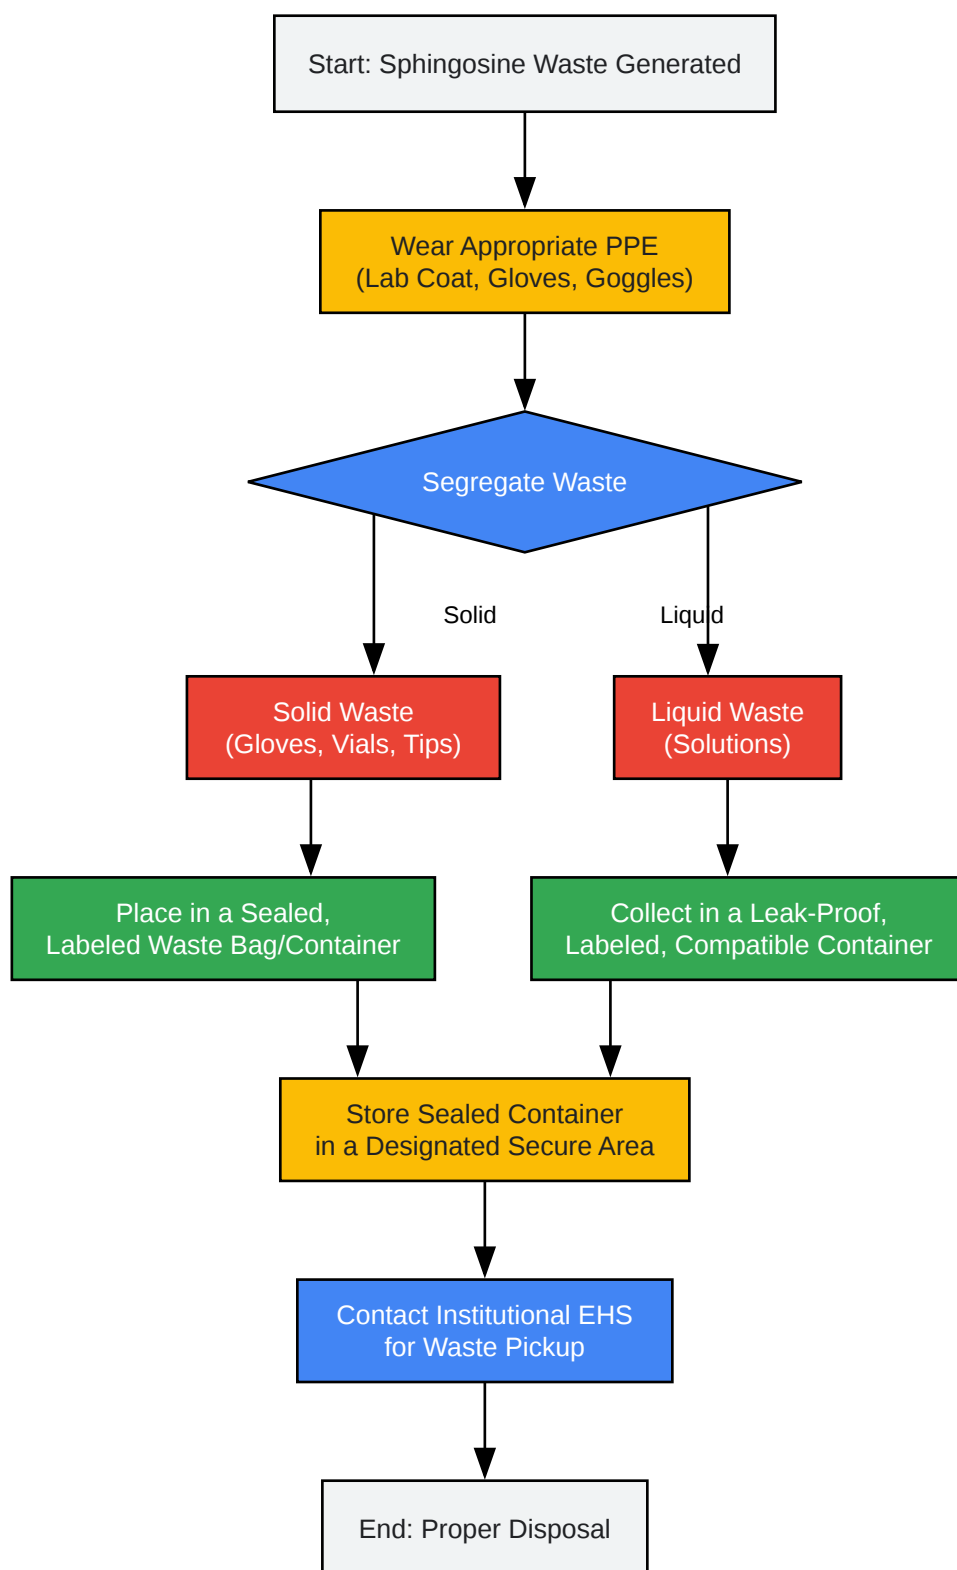 Start: Sphingosine Waste Generated
Wear Appropriate PPE
(Lab Coat, Gloves, Goggles)
Segregate Waste
Solid
Liquid
Solid Waste
(Gloves, Vials, Tips)
Liquid Waste
(Solutions)
Place in a Sealed,
Labeled Waste Bag/Container
Collect in a Leak-Proof,
Labeled, Compatible Container
Store Sealed Container
in a Designated Secure Area
Contact Institutional EHS
for Waste Pickup
End: Proper Disposal